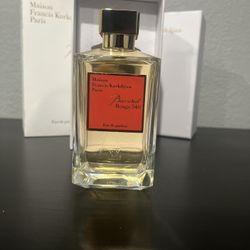 Maison
Francis Kurkdjian
Paris
Maison
Francis Kurkdjian
Paris
Baccarat
Rouge 540
Eau de parfum